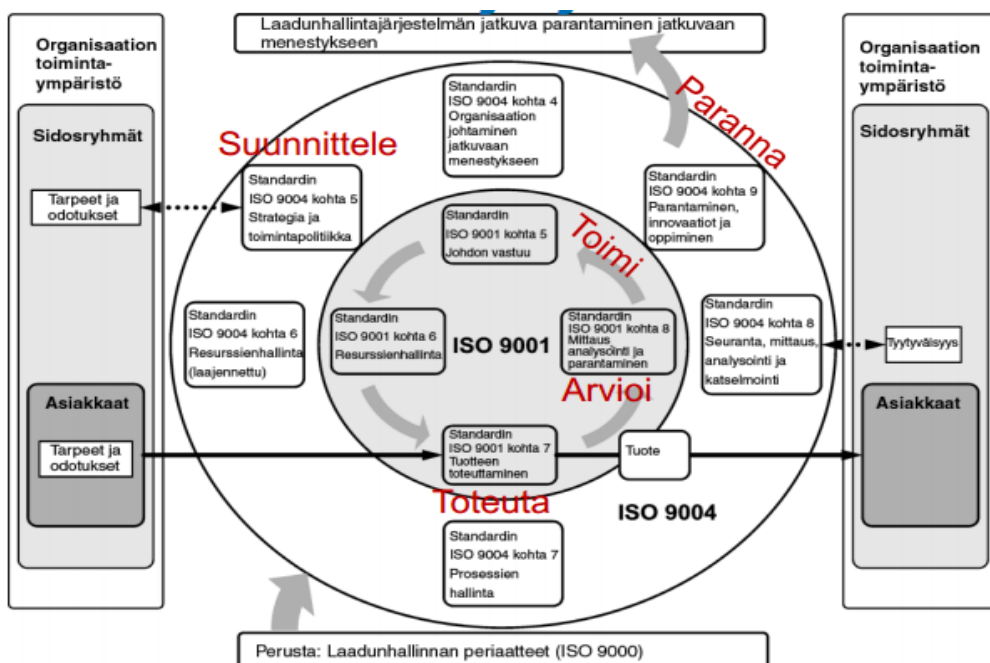 Laadunhallintajärjestelmän jatkuva parantaminen jatkuvaan
menestykseen
Organisaation
toiminta-
ympäristö
Sidosryhmät
Tarpeet ja
odotukset
Asiakkaat
Tarpeet ja
odotukset
Suunnittele
Standardin
ISO 9004 kohta 5
Strategia ja
toimintapolitiikka
Standardin
ISO 9004 kohta 4
Organisaation
johtaminen
jatkuvaan
menestykseen
Paranna
Standardin
ISO 9004 kohta 9
Parantaminen,
innovaatiot ja
oppiminen
Standardin
ISO 9001 kohta 5
Johdon vastuu
Toimi
Standardin
ISO 9004 kohta 6
Resurssienhallinta
(laajennettu)
Standardin
ISO 9001 kohta 6
Resurssienhallinta
ISO 9001
Standardin
ISO 9001 kohta 8
Mittaus
analysointi ja
parantaminen
Arvioi
Standardin
ISO 9004 kohta 8
Seuranta, mittaus,
analysointi ja
katselmointi
Standardin
ISO 9001 kohta 7
Tuotteen
toteuttaminen
Toteuta
Tuote
ISO 9004
Standardin
ISO 9004 kohta 7
Prosessien
hallinta
Organisaation
toiminta-
ympäristö
Sidosryhmät
Tyytyväisyys
Asiakkaat
Perusta: Laadunhallinnan periaatteet (ISO 9000)